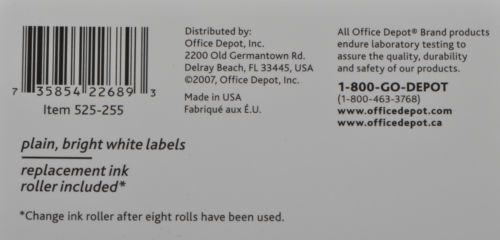 7 35854 22689 3
Item 525-255
plain, bright white labels
replacement ink
roller included*
*Change ink roller after eight rolls have been used.
Distributed by:
Office Depot, Inc.
2200 Old Germantown Rd.
Delray Beach, FL 33445, USA
©2007, Office Depot, Inc.
Made in USA
Fabriqué aux É.U.
All Office Depot® Brand products
endure laboratory testing to
assure the quality, durability
and safety of our products.
1-800-GO-DEPOT
(1-800-463-3768)
www.officedepot.com
www.officedepot.ca